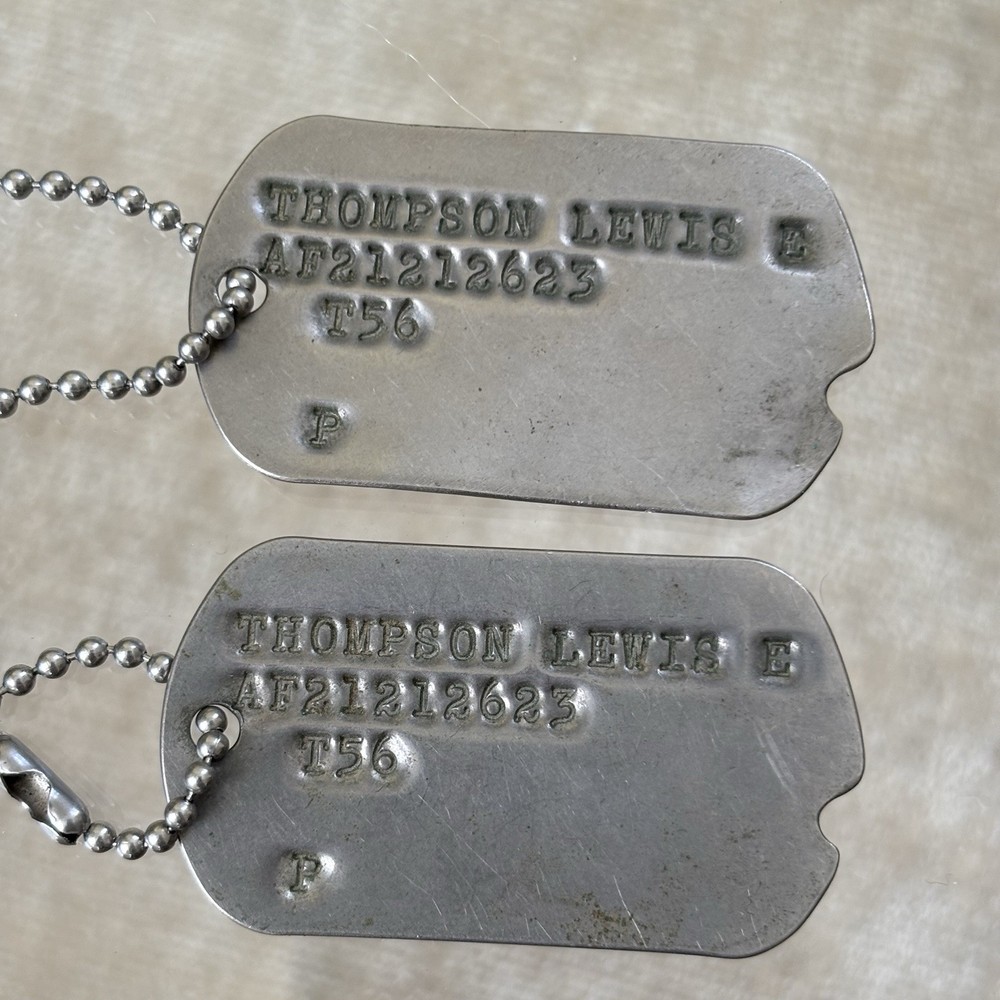 THOMPSON LEWIS E
AF21212623
T56
P
THOMPSON LEWIS E
AF21212623
T56
P